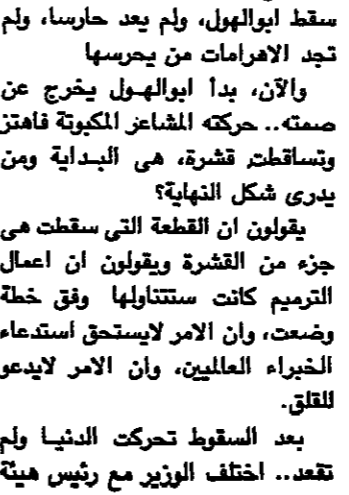 سقط ابوالهول، ولم يعد حارسا، ولم
تجد الاهرامات من يحرسها
والآن، بدأ ابوالهول يخرج عن
صمته.. حركته المشاعر المكبوتة فاهتز
وتساقطت قشرة، هى البداية ومن
يدرى شكل النهاية؟
يقولون ان القطعة التي سقطت هى
جزء من القشرة ويقولون ان اعمال
الترميم كانت ستتناولها وفق خطة
وضعت، وان الامر لايستحق استدعاء
الخبراء العالميين، وان الامر لايدعو
للقلق.
بعد السقوط تحركت الدنيا ولم
تقعد.. اختلف الوزير مع رئيس هيئة